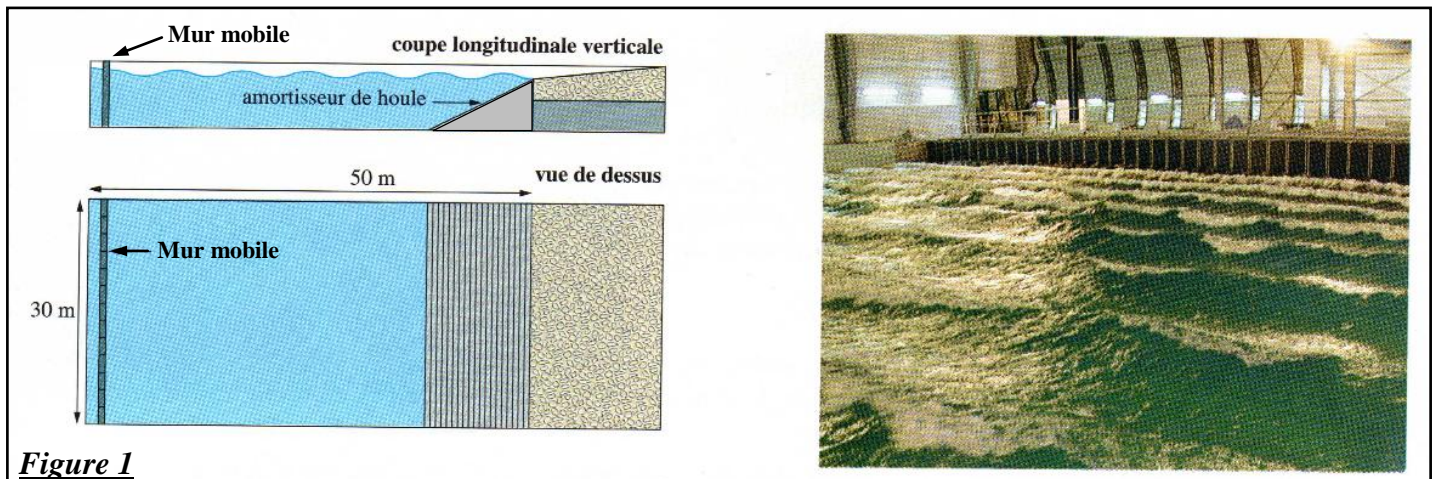 Mur mobile
coupe longitudinale verticale
amortisseur de houle
50 m
vue de dessus
Mur mobile
30 m
Figure 1